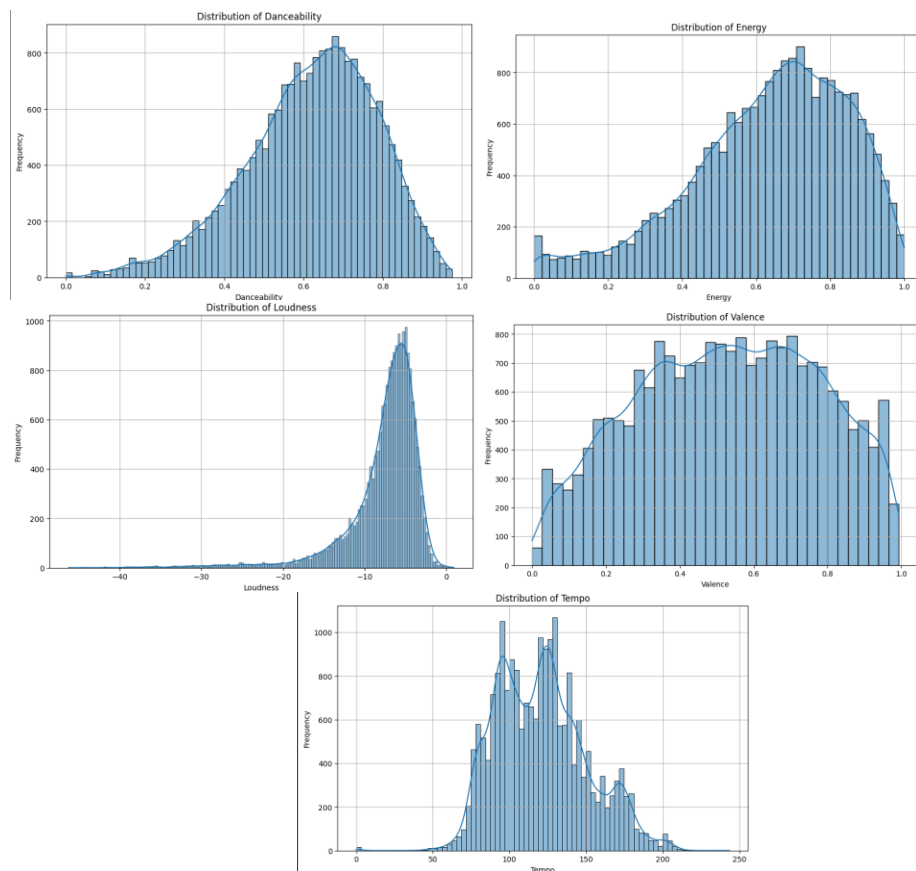 Distribution of Danceability
800
600
400
200
0
Frequency
0.0 0.2 0.4 0.6 0.8 1.0
Danceability
Distribution of Energy
800
600
400
200
0
Frequency
0.0 0.2 0.4 0.6 0.8 1.0
Energy
Distribution of Loudness
1000
800
600
400
200
0
Frequency
−40 −30 −20 −10 0
Loudness
Distribution of Valence
800
700
600
500
400
300
200
100
0
Frequency
0.0 0.2 0.4 0.6 0.8 1.0
Valence
Distribution of Tempo
1000
800
600
400
200
0
Frequency
0 50 100 150 200 250
Tempo